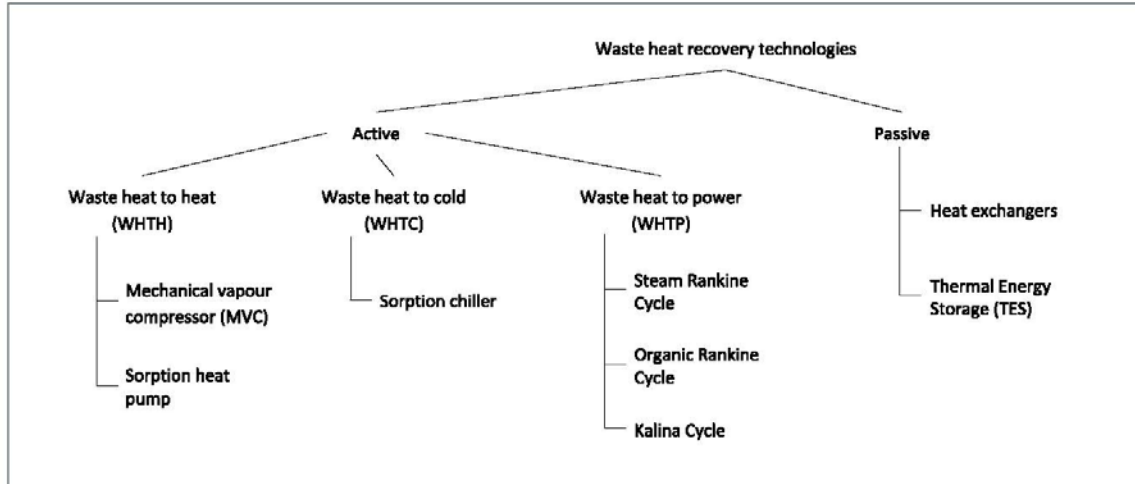 Waste heat recovery technologies
Active
Passive
Waste heat to heat
(WHTH)
Waste heat to cold
(WHTC)
Waste heat to power
(WHTP)
Mechanical vapour
compressor (MVC)
Sorption heat
pump
Sorption chiller
Steam Rankine
Cycle
Organic Rankine
Cycle
Kalina Cycle
Heat exchangers
Thermal Energy
Storage (TES)